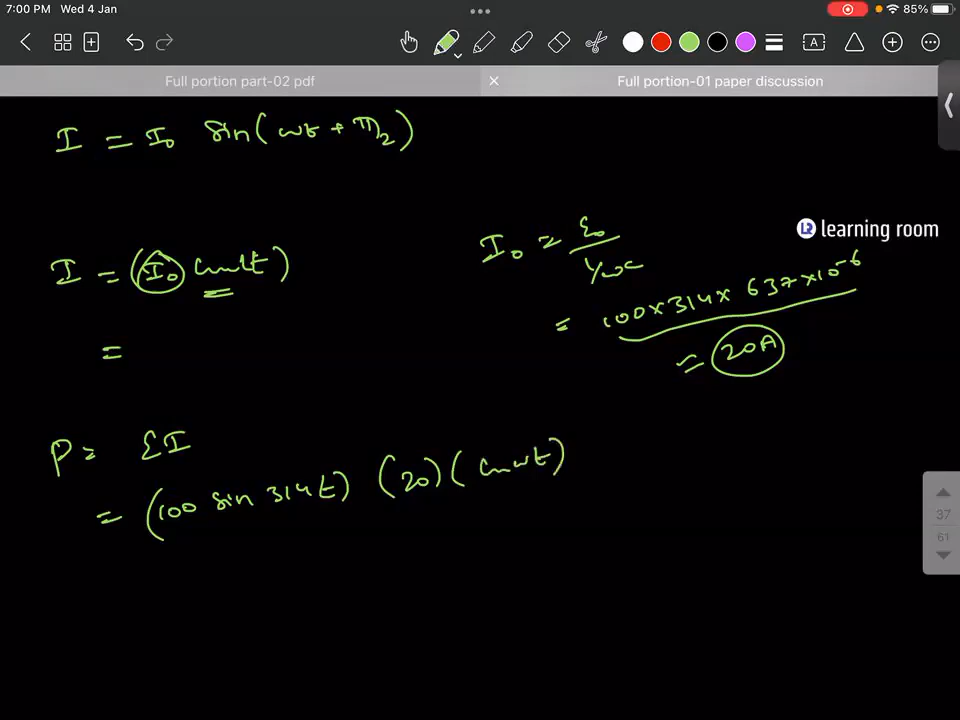 7:00 PM Wed 4 Jan
85%
Full portion part-02 pdf
Full portion-01 paper discussion
I = I₀ sin(ωt + π/2)
learning room
I = (I₀ cosωt)
I₀ = ε₀ / 1/ωc
= 100×314× 637×10⁻⁶
= 20A
=
P = εI
= (100 sin 314t) (20) (cosωt)
37
61